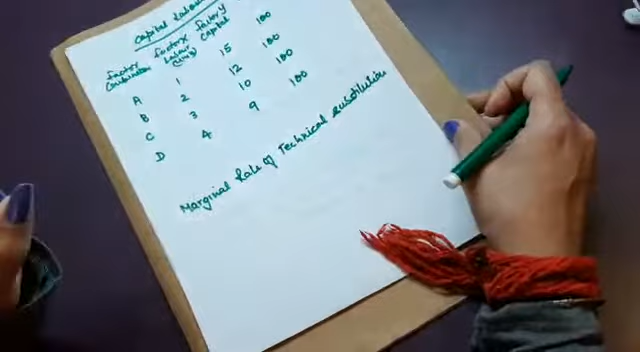 Capital Labour
Factor Combination Factor X Labour (units) Factor Y Capital
A 1 15 100
B 2 12 100
C 3 10 100
D 4 9 100
Marginal Rate of Technical Substitution